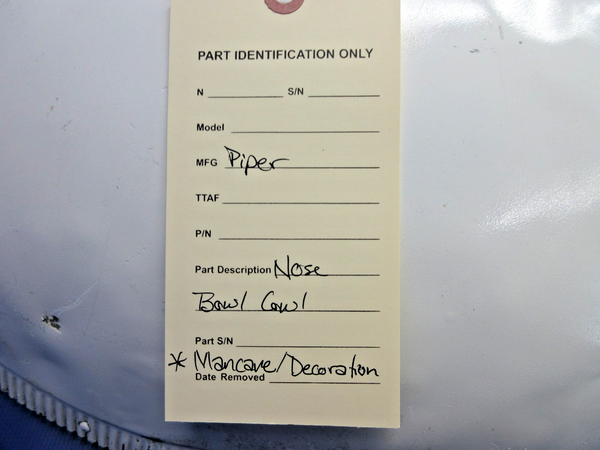 PART IDENTIFICATION ONLY
N S/N
Model
MFG Piper
TTAF
P/N
Part Description Nose
Bowl Cowl
Part S/N
* Mancave/Decoration
Date Removed